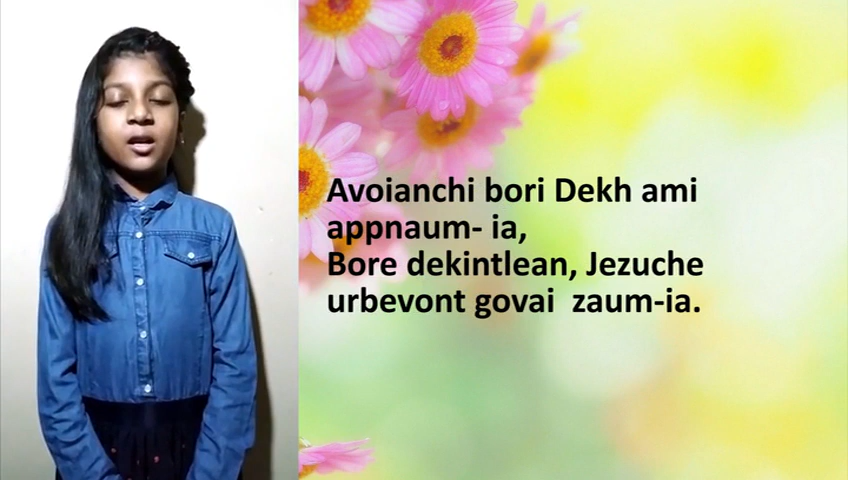 Avoianchi bori Dekh ami
appnaum- ia,
Bore dekintlean, Jezuche
urbevont govai  zaum-ia.